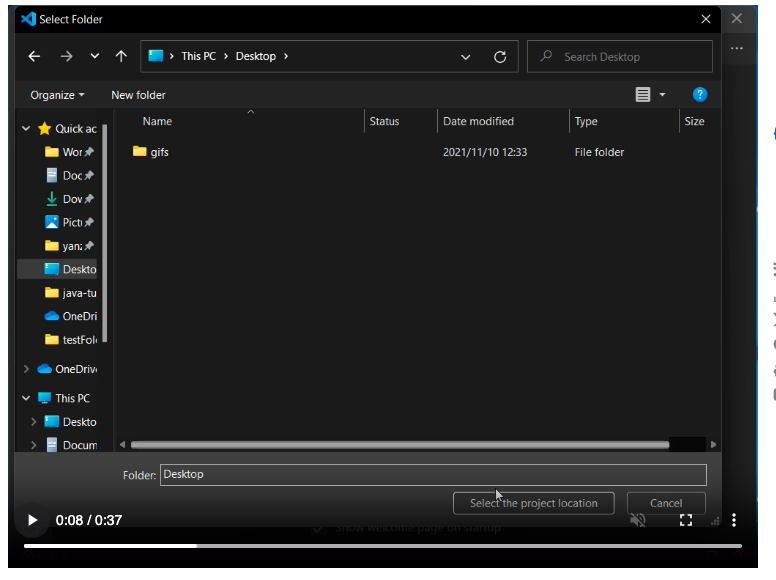 Select Folder
This PC > Desktop >
Search Desktop
Organize
New folder
Name
Status
Date modified
Type
Size
gifs
2021/11/10 12:33
File folder
Quick ac
Wor
Doc
Dov
Pict
yan
Deskto
java-tu
OneDri
testFol
OneDriv
This PC
Deskto
Docum
Folder: Desktop
Select the project location
Cancel
0:08 / 0:37
Show welcome page on startup